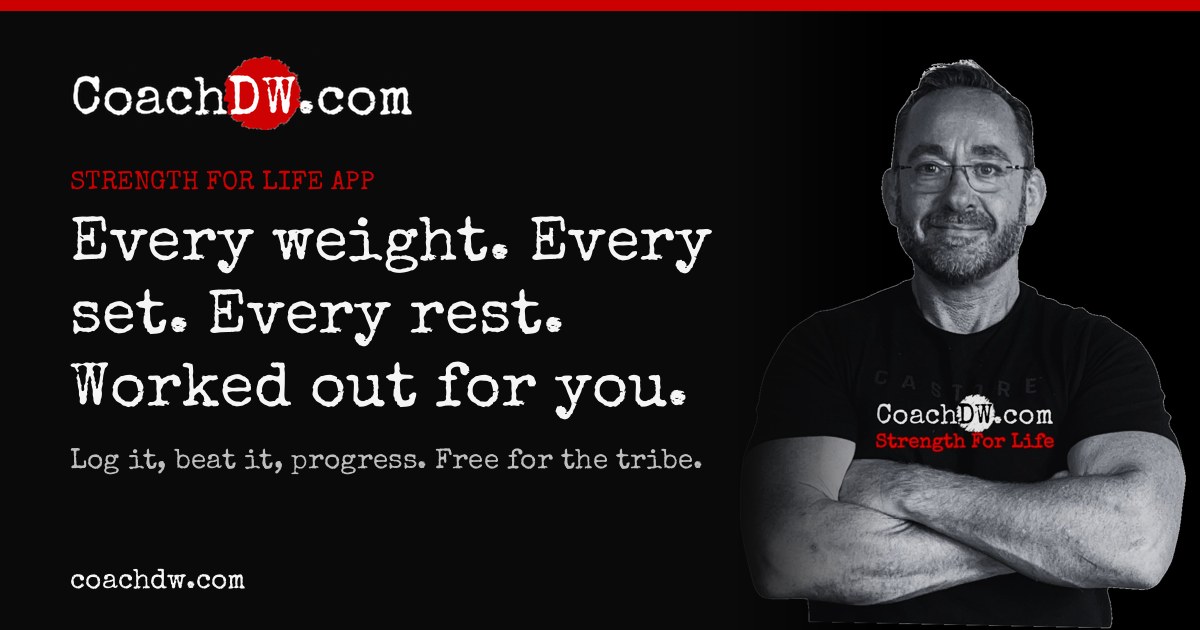 CoachDW.com
STRENGTH FOR LIFE APP
Every weight. Every
set. Every rest.
Worked out for you.
Log it, beat it, progress. Free for the tribe.
coachdw.com
CoachDW.com
Strength For Life